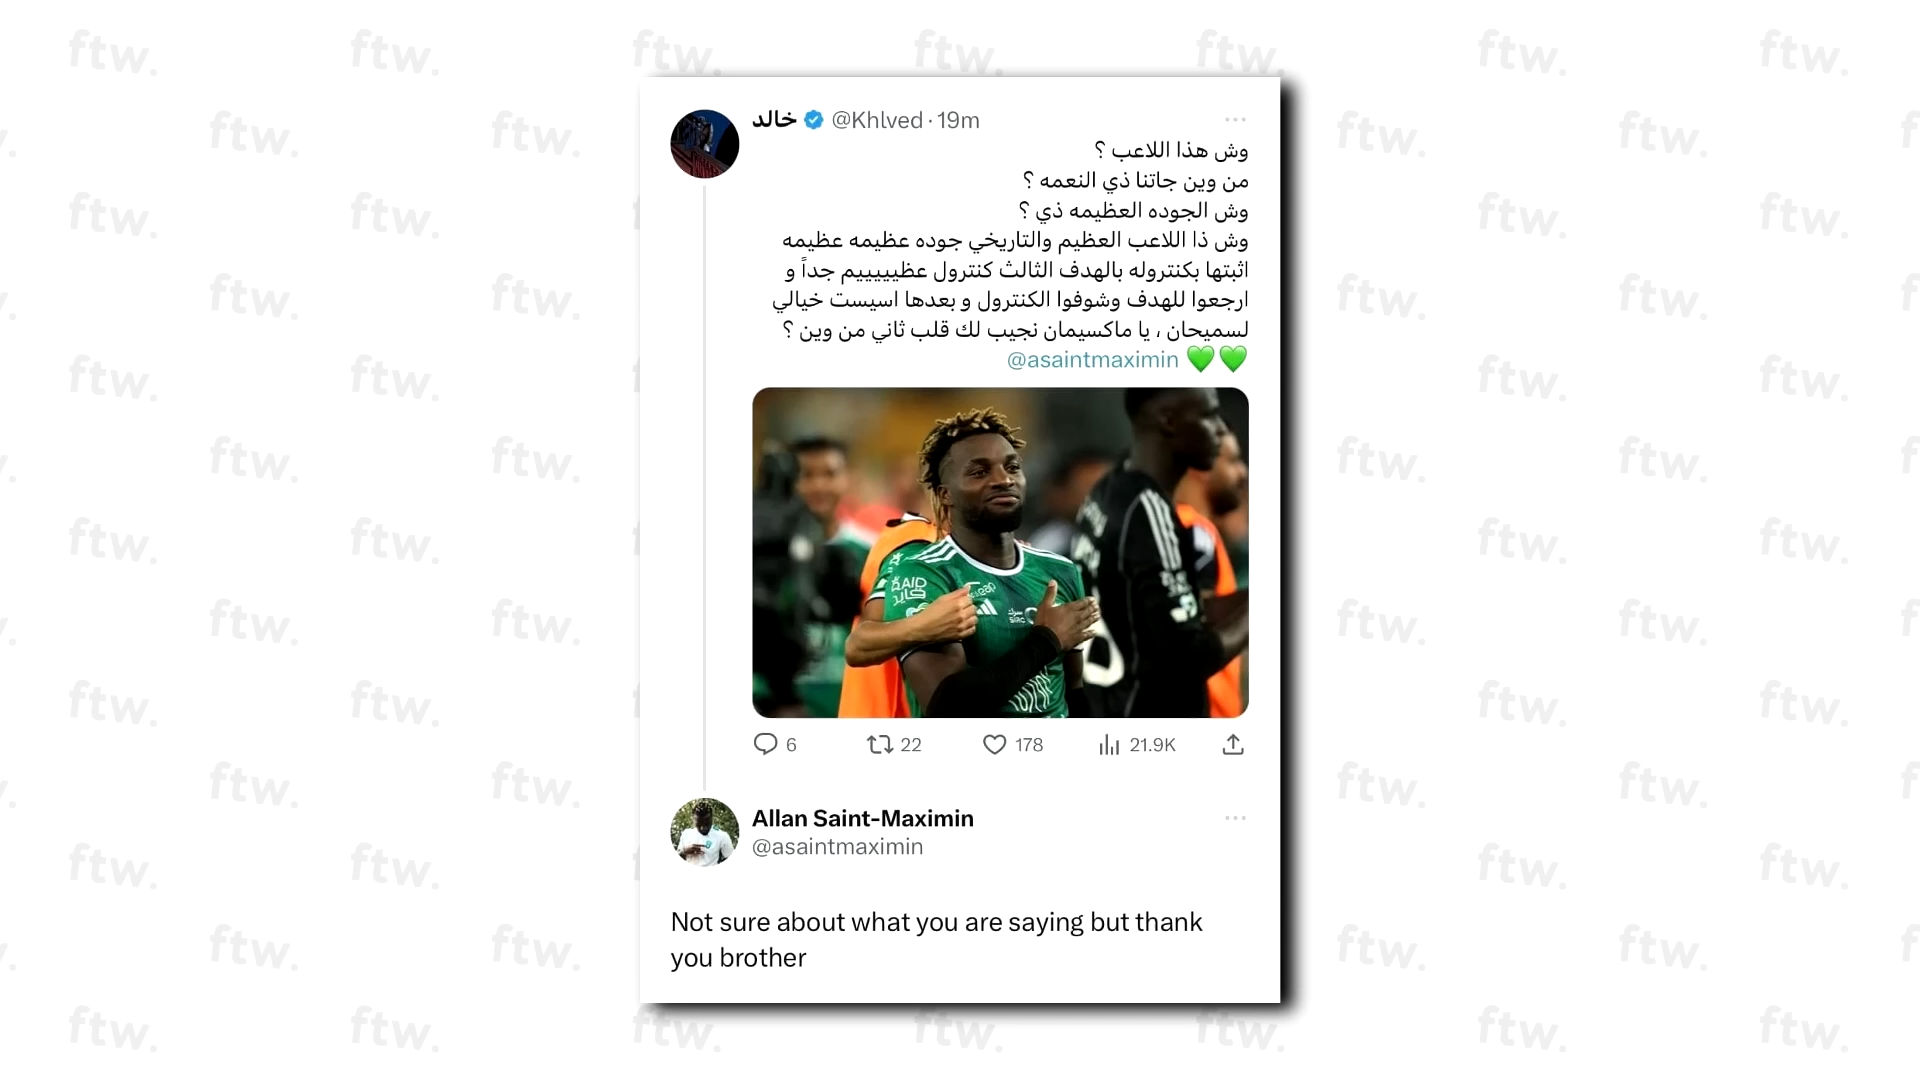 خالد @Khlved · 19m
وش هذا اللاعب ؟
من وين جاتنا ذي النعمه ؟
وش الجوده العظيمه ذي ؟
وش ذا اللاعب العظيم والتاريخي جوده عظيمه عظيمه
اثبتها بكنتروله بالهدف الثالث كنترول عظيييييم جداً و
ارجعوا للهدف وشوفوا الكنترول و بعدها اسيست خيالي
لسميحان ، يا ماكسيمان نجيب لك قلب ثاني من وين ؟
💚💚 @asaintmaximin
6 22 178 21.9K
Allan Saint-Maximin
@asaintmaximin
Not sure about what you are saying but thank
you brother
ftw.